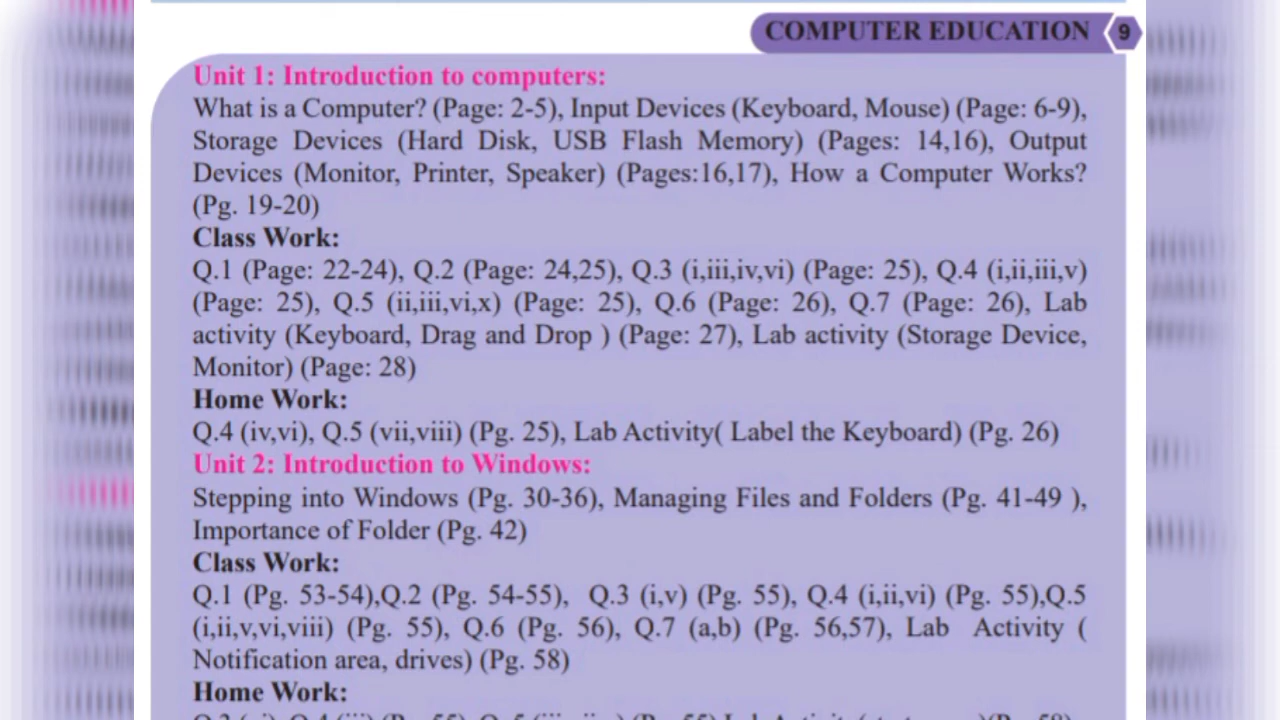 COMPUTER EDUCATION 9
Unit 1: Introduction to computers:
What is a Computer? (Page: 2-5), Input Devices (Keyboard, Mouse) (Page: 6-9),
Storage Devices (Hard Disk, USB Flash Memory) (Pages: 14,16), Output
Devices (Monitor, Printer, Speaker) (Pages:16,17), How a Computer Works?
(Pg. 19-20)
Class Work:
Q.1 (Page: 22-24), Q.2 (Page: 24,25), Q.3 (i,iii,iv,vi) (Page: 25), Q.4 (i,ii,iii,v)
(Page: 25), Q.5 (ii,iii,vi,x) (Page: 25), Q.6 (Page: 26), Q.7 (Page: 26), Lab
activity (Keyboard, Drag and Drop ) (Page: 27), Lab activity (Storage Device,
Monitor) (Page: 28)
Home Work:
Q.4 (iv,vi), Q.5 (vii,viii) (Pg. 25), Lab Activity( Label the Keyboard) (Pg. 26)
Unit 2: Introduction to Windows:
Stepping into Windows (Pg. 30-36), Managing Files and Folders (Pg. 41-49 ),
Importance of Folder (Pg. 42)
Class Work:
Q.1 (Pg. 53-54),Q.2 (Pg. 54-55), Q.3 (i,v) (Pg. 55), Q.4 (i,ii,vi) (Pg. 55),Q.5
(i,ii,v,vi,viii) (Pg. 55), Q.6 (Pg. 56), Q.7 (a,b) (Pg. 56,57), Lab Activity (
Notification area, drives) (Pg. 58)
Home Work: